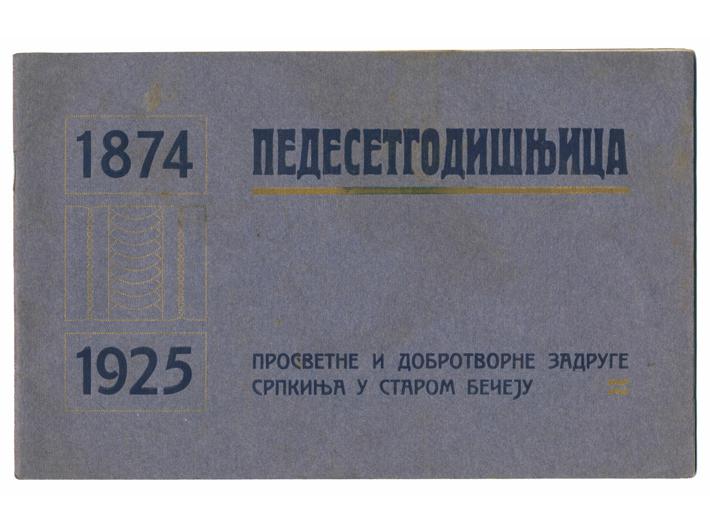 1874
1925
ПЕДЕСЕТГОДИШЊИЦА
ПРОСВЕТНЕ И ДОБРОТВОРНЕ ЗАДРУГЕ
СРПКИЊА У СТАРОМ БЕЧЕЈУ